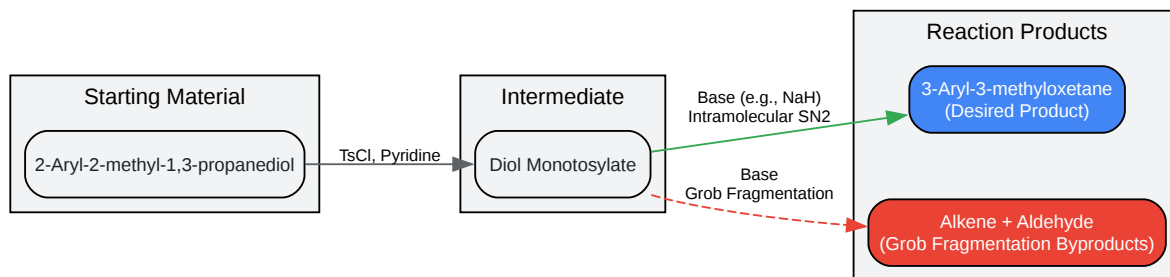 Starting Material
2-Aryl-2-methyl-1,3-propanediol
TsCl, Pyridine
Intermediate
Diol Monotosylate
Base (e.g., NaH)
Intramolecular SN2
Base
Grob Fragmentation
Reaction Products
3-Aryl-3-methyloxetane
(Desired Product)
Alkene + Aldehyde
(Grob Fragmentation Byproducts)